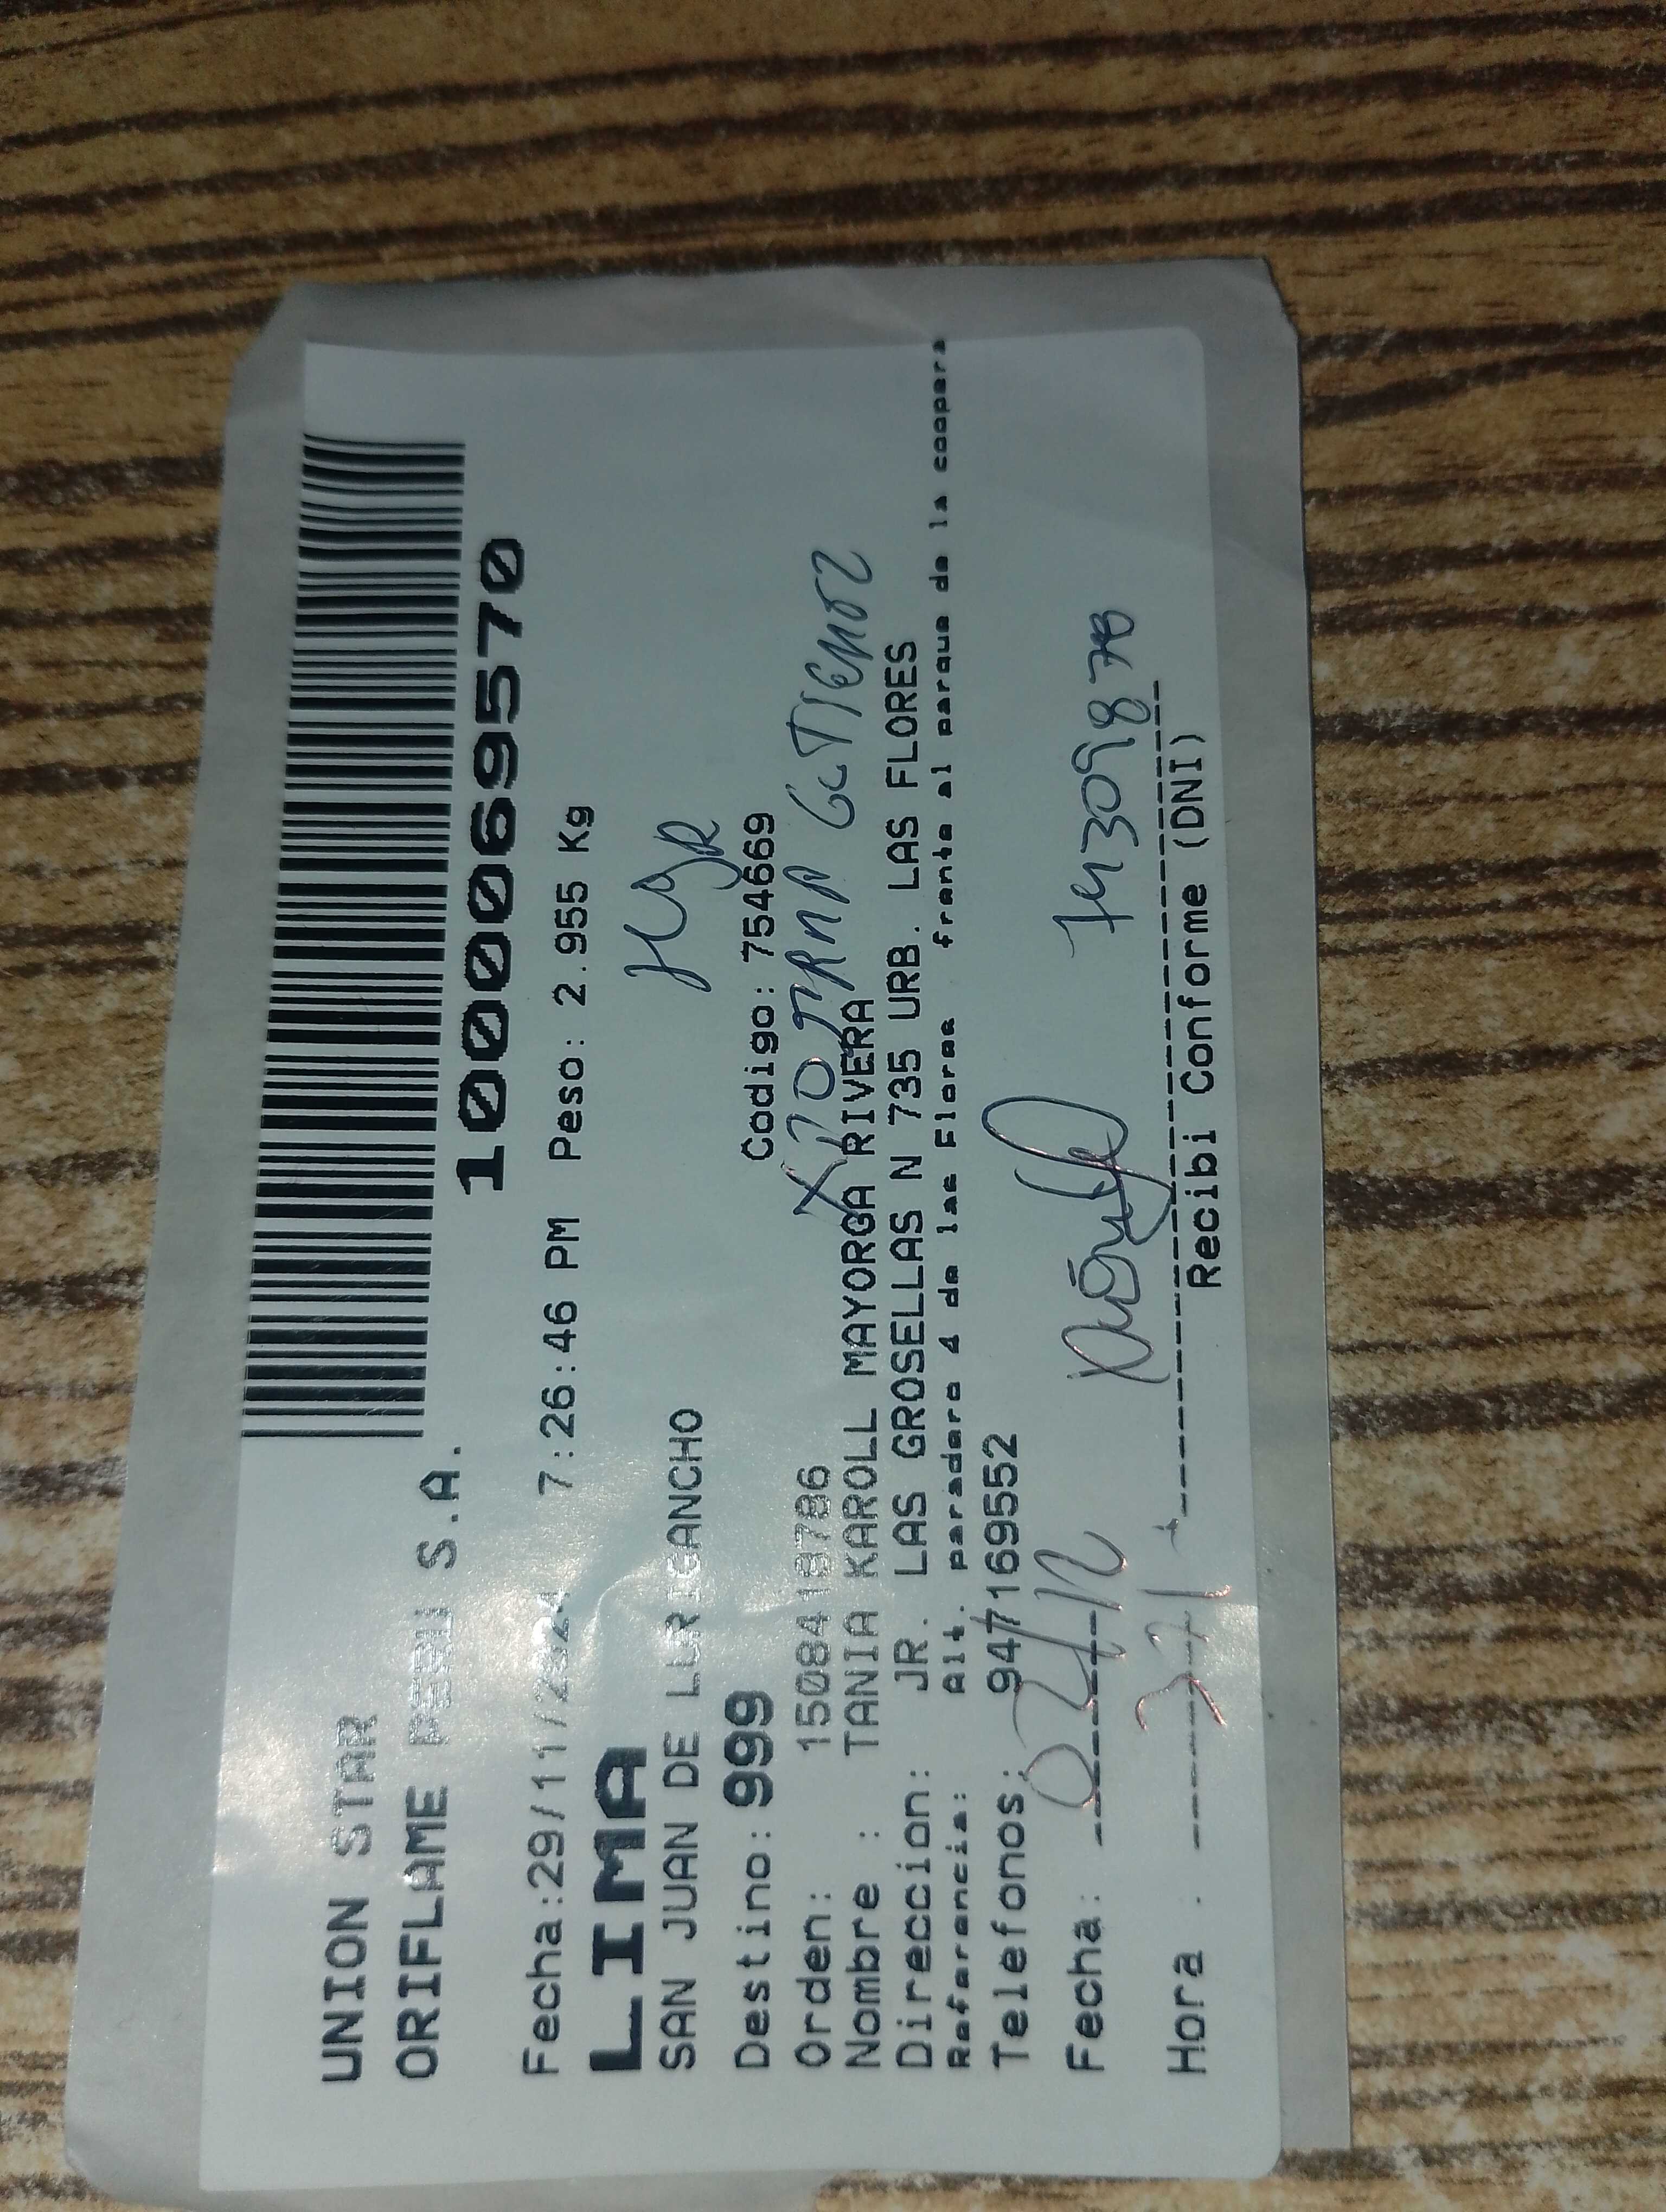 UNION STAR
ORIFLAME PERU S.A.
1000069570
Fecha:29/11/2024 7:26:46 PM Peso: 2.955 Kg
LIMA
SAN JUAN DE LURIGANCHO
Destino: 999 Codigo: 754669
Orden: 1508418786
Nombre : TANIA KAROLL MAYORGA RIVERA
Direccion: JR. LAS GROSELLAS N 735 URB. LAS FLORES
Referencia: Alt. paradero 4 de las Flores frente al parque de la coopera
Telefonos: 947169552
Fecha:
Hora :
Recibi Conforme (DNI)